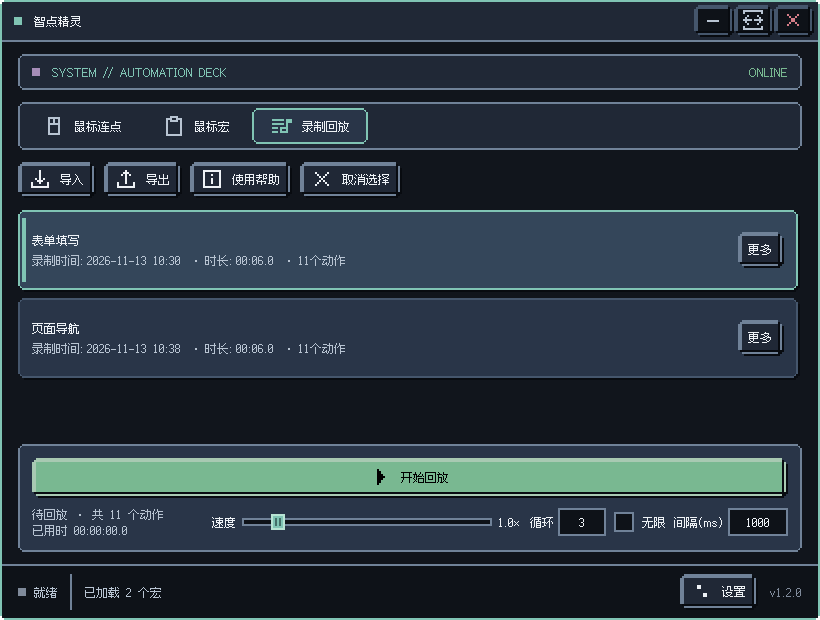 智点精灵
SYSTEM // AUTOMATION DECK
ONLINE
鼠标连点 鼠标宏 录制回放
导入 导出 使用帮助 取消选择
表单填写
录制时间: 2026-11-13 10:30 · 时长: 00:06.0 · 11个动作
更多
页面导航
录制时间: 2026-11-13 10:38 · 时长: 00:06.0 · 11个动作
更多
开始回放
待回放 · 共 11 个动作
已用时 00:00:00.0
速度 1.0× 循环 3 无限 间隔(ms) 1000
就绪 已加载 2 个宏 设置 v1.2.0